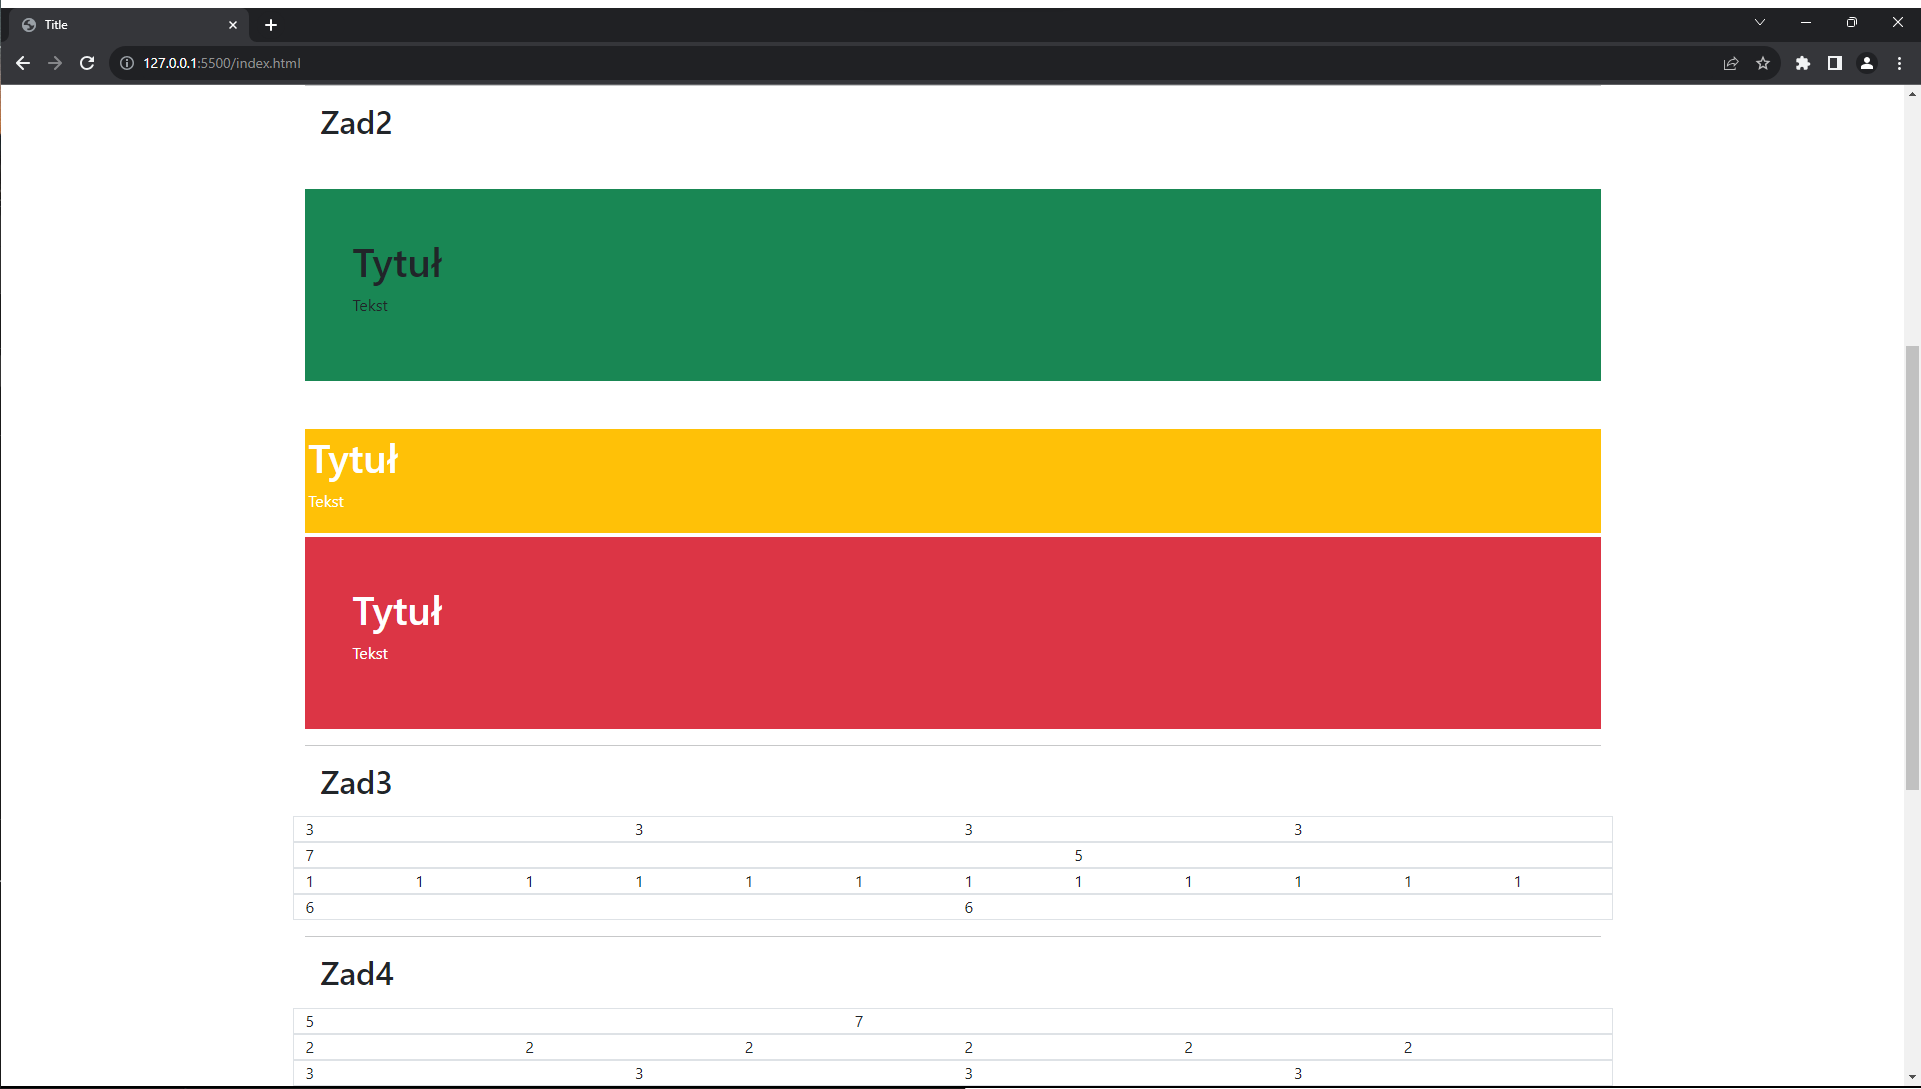 Title
127.0.0.1:5500/index.html
Zad2
Tytuł
Tekst
Tytuł
Tekst
Tytuł
Tekst
Zad3
3 3 3 3
7 5
1 1 1 1 1 1 1 1 1 1 1 1
6 6
Zad4
5 7
2 2 2 2 2 2
3 3 3 3